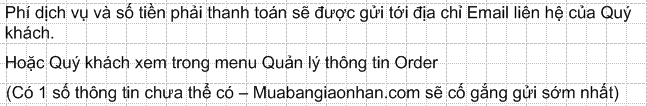 Phí dịch vụ và số tiền phải thanh toán sẽ được gửi tới địa chỉ Email liên hệ của Quý
khách.
Hoặc Quý khách xem trong menu Quản lý thông tin Order
(Có 1 số thông tin chưa thể có – Muabangiaonhan.com sẽ cố gắng gửi sớm nhất)